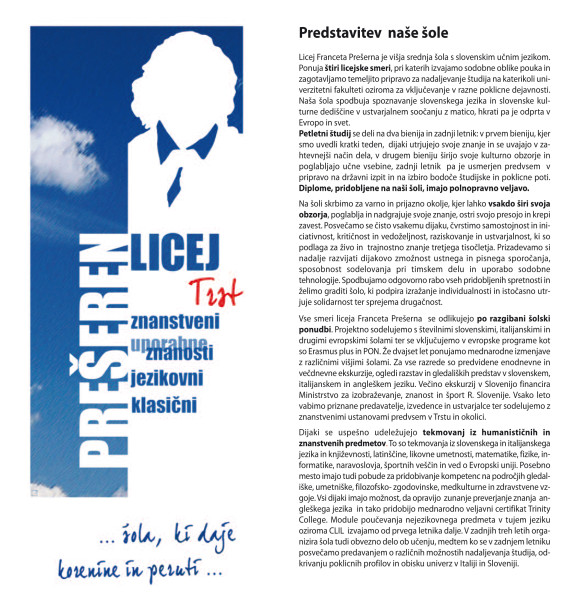 PREŠEREN
LICEJ
Trst
znanstveni
uporabne
znanosti
jezikovni
klasični
... šola, ki daje
korenine in peruti ...
Predstavitev naše šole
Licej Franceta Prešerna je višja srednja šola s slovenskim učnim jezikom.
Ponuja štiri licejske smeri, pri katerih izvajamo sodobne oblike pouka in
zagotavljamo temeljito pripravo za nadaljevanje študija na katerikoli uni-
verzitetni fakulteti oziroma za vključevanje v razne poklicne dejavnosti.
Naša šola spodbuja spoznavanje slovenskega jezika in slovenske kul-
turne dediščine v ustvarjalnem soočanju z matico, hkrati pa je odprta v
Evropo in svet.
Petletni študij se deli na dva bienija in zadnji letnik: v prvem bieniju, kjer
smo uvedli kratki teden, dijaki utrjujejo svoje znanje in se uvajajo v za-
htevnejši način dela, v drugem bieniju širijo svoje kulturno obzorje in
poglabljajo učne vsebine, zadnji letnik pa je usmerjen predvsem v
pripravo na državni izpit in na izbiro bodoče študijske in poklicne poti.
Diplome, pridobljene na naši šoli, imajo polnopravno veljavo.
Na šoli skrbimo za varno in prijazno okolje, kjer lahko vsakdo širi svoja
obzorja, poglablja in nadgrajuje svoje znanje, ostri svojo presojo in krepi
zavest. Posvečamo se čisto vsakemu dijaku, čvrstimo samostojnost in ini-
ciativnost, kritičnost in vedoželjnost, raziskovanje in ustvarjalnost, ki so
podlaga za živo in trajnostno znanje tretjega tisočletja. Prizadevamo si
nadalje razvijati dijakovo zmožnost ustnega in pisnega sporočanja,
sposobnost sodelovanja pri timskem delu in uporabo sodobne
tehnologije. Spodbujamo odgovorno rabo vseh pridobljenih spretnosti in
želimo graditi šolo, ki podpira izražanje individualnosti in istočasno utr-
juje solidarnost ter sprejema drugačnost.
Vse smeri liceja Franceta Prešerna se odlikujejo po razgibani šolski
ponudbi. Projektno sodelujemo s številnimi slovenskimi, italijanskimi in
drugimi evropskimi šolami ter se vključujemo v evropske programe kot
so Erasmus plus in PON. Že dvajset let ponujamo mednarodne izmenjave
z različnimi višjimi šolami. Za vse razrede so predvidene enodnevne in
večdnevne ekskurzije, ogledi razstav in gledaliških predstav v slovenskem,
italijanskem in angleškem jeziku. Večino ekskurzij v Slovenijo financira
Ministrstvo za izobraževanje, znanost in šport R. Slovenije. Vsako leto
vabimo priznane predavatelje, izvedence in ustvarjalce ter sodelujemo z
znanstvenimi ustanovami predvsem v Trstu in okolici.
Dijaki se uspešno udeležujejo tekmovanj iz humanističnih in
znanstvenih predmetov. To so tekmovanja iz slovenskega in italijanskega
jezika in književnosti, latinščine, likovne umetnosti, matematike, fizike, in-
formatike, naravoslovja, športnih veščin in ved o Evropski uniji. Posebno
mesto imajo tudi pobude za pridobivanje kompetenc na področjih gledal-
iške, umetniške, filozofsko- zgodovinske, medkulturne in zdravstvene vz-
goje. Vsi dijaki imajo možnost, da opravijo zunanje preverjanje znanja an-
gleškega jezika in tako pridobijo mednarodno veljavni certifikat Trinity
College. Module poučevanja nejezikovnega predmeta v tujem jeziku
oziroma CLIL izvajamo od prvega letnika dalje. V zadnjih treh letih orga-
nizira šola tudi obvezno delo ob učenju, medtem ko se v zadnjem letniku
posvečamo predavanjem o različnih možnostih nadaljevanja študija, od-
krivanju poklicnih profilov in obisku univerz v Italiji in Sloveniji.